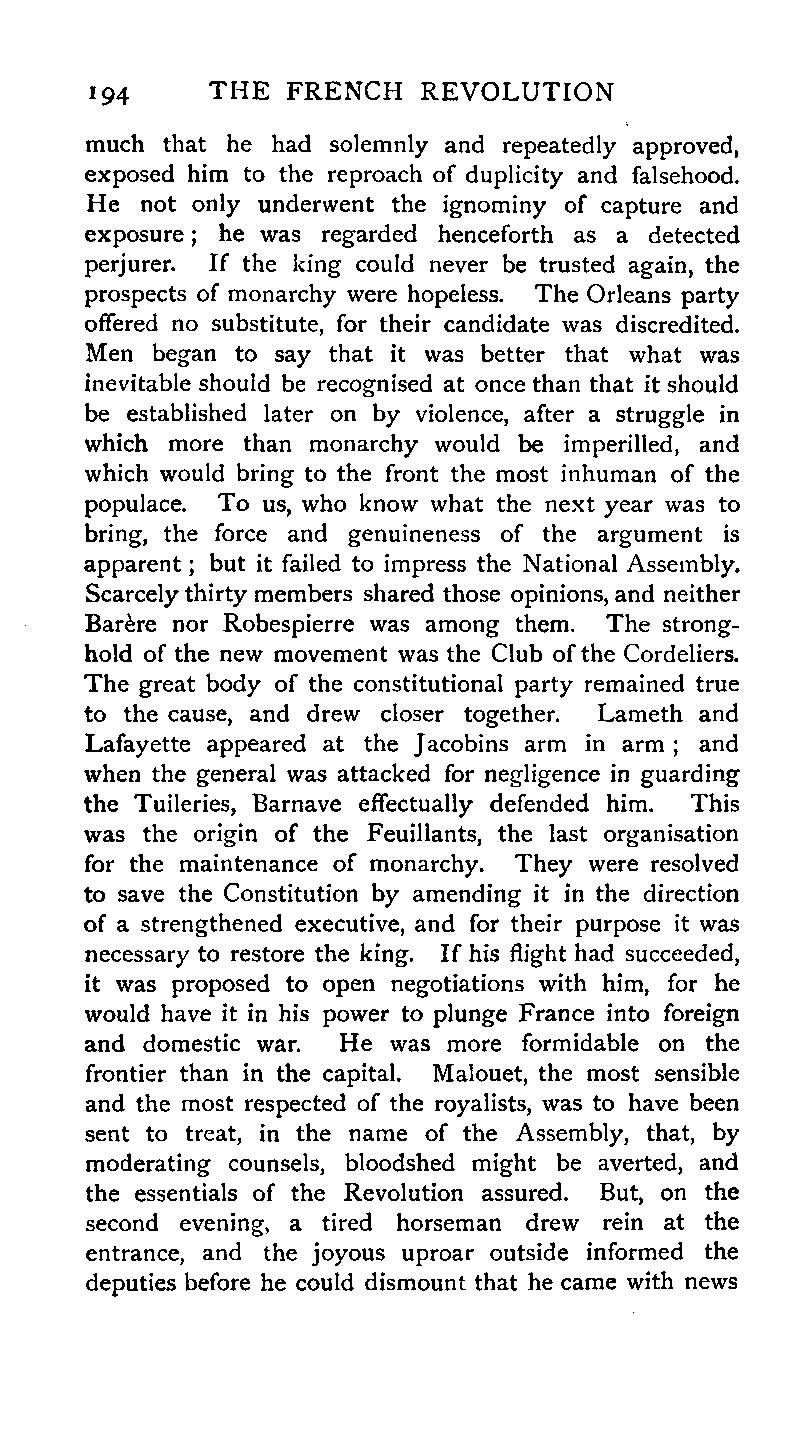 194 THE FRENCH REVOLUTION
much that he had solemnly and repeatedly approved,
exposed him to the reproach of duplicity and falsehood.
He not only underwent the ignominy of capture and
exposure ; he was regarded henceforth as a detected
perjurer. If the king could never be trusted again, the
prospects of monarchy were hopeless. The Orleans party
offered no substitute, for their candidate was discredited.
Men began to say that it was better that what was
inevitable should be recognised at once than that it should
be established later on by violence, after a struggle in
which more than monarchy would be imperilled, and
which would bring to the front the most inhuman of the
populace. To us, who know what the next year was to
bring, the force and genuineness of the argument is
apparent ; but it failed to impress the National Assembly.
Scarcely thirty members shared those opinions, and neither
Barère nor Robespierre was among them. The strong-
hold of the new movement was the Club of the Cordeliers.
The great body of the constitutional party remained true
to the cause, and drew closer together. Lameth and
Lafayette appeared at the Jacobins arm in arm ; and
when the general was attacked for negligence in guarding
the Tuileries, Barnave effectually defended him. This
was the origin of the Feuillants, the last organisation
for the maintenance of monarchy. They were resolved
to save the Constitution by amending it in the direction
of a strengthened executive, and for their purpose it was
necessary to restore the king. If his flight had succeeded,
it was proposed to open negotiations with him, for he
would have it in his power to plunge France into foreign
and domestic war. He was more formidable on the
frontier than in the capital. Malouet, the most sensible
and the most respected of the royalists, was to have been
sent to treat, in the name of the Assembly, that, by
moderating counsels, bloodshed might be averted, and
the essentials of the Revolution assured. But, on the
second evening, a tired horseman drew rein at the
entrance, and the joyous uproar outside informed the
deputies before he could dismount that he came with news